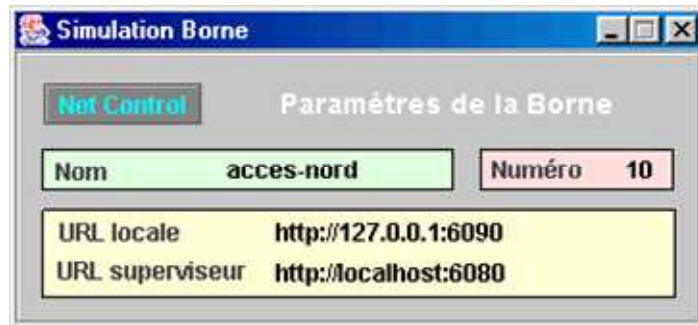 Simulation Borne
Net Control Paramétres de la Borne
Nom acces-nord Numéro 10
URL locale http://127.0.0.1:6090
URL superviseur http://localhost:6080